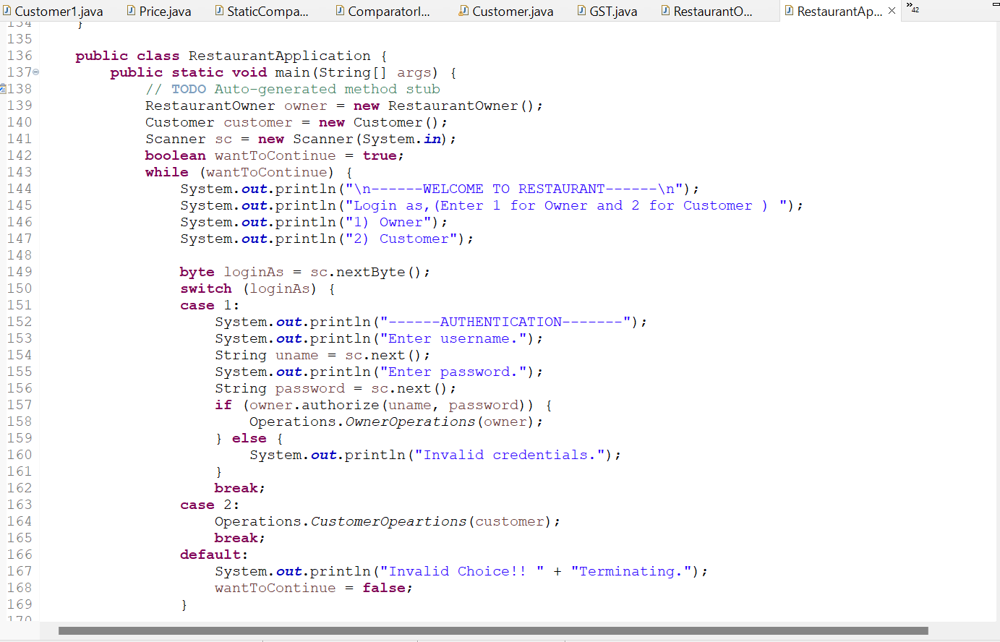 Customer1.java Price.java StaticCompa... ComparatorI... Customer.java GST.java RestaurantO... RestaurantAp... 42
134 }
135
136 public class RestaurantApplication {
137 public static void main(String[] args) {
138 // TODO Auto-generated method stub
139 RestaurantOwner owner = new RestaurantOwner();
140 Customer customer = new Customer();
141 Scanner sc = new Scanner(System.in);
142 boolean wantToContinue = true;
143 while (wantToContinue) {
144 System.out.println("\n------WELCOME TO RESTAURANT------\n");
145 System.out.println("Login as,(Enter 1 for Owner and 2 for Customer ) ");
146 System.out.println("1) Owner");
147 System.out.println("2) Customer");
148
149 byte loginAs = sc.nextByte();
150 switch (loginAs) {
151 case 1:
152 System.out.println("------AUTHENTICATION-------");
153 System.out.println("Enter username.");
154 String uname = sc.next();
155 System.out.println("Enter password.");
156 String password = sc.next();
157 if (owner.authorize(uname, password)) {
158 Operations.OwnerOperations(owner);
159 } else {
160 System.out.println("Invalid credentials.");
161 }
162 break;
163 case 2:
164 Operations.CustomerOpeartions(customer);
165 break;
166 default:
167 System.out.println("Invalid Choice!! " + "Terminating.");
168 wantToContinue = false;
169 }
170